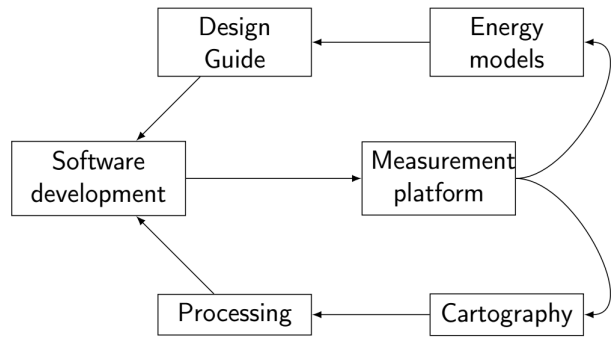 Design
Guide
Energy
models
Software
development
Measurement
platform
Processing
Cartography